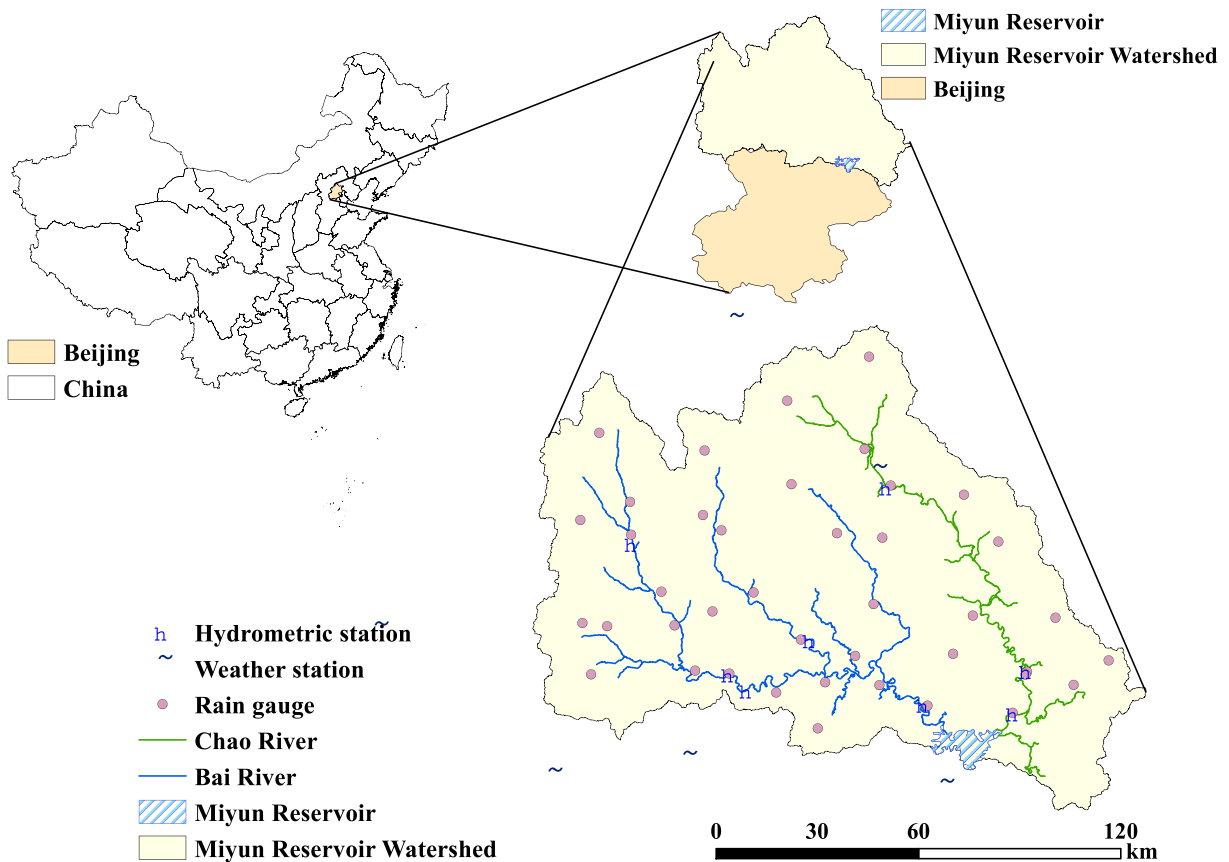 Miyun Reservoir
Miyun Reservoir Watershed
Beijing
Beijing
China
~
~
h
h
h
h
h
h
h
h
~
~
~
~
h Hydrometric station
~ Weather station
Rain gauge
Chao River
Bai River
Miyun Reservoir
Miyun Reservoir Watershed
0 30 60 120
km